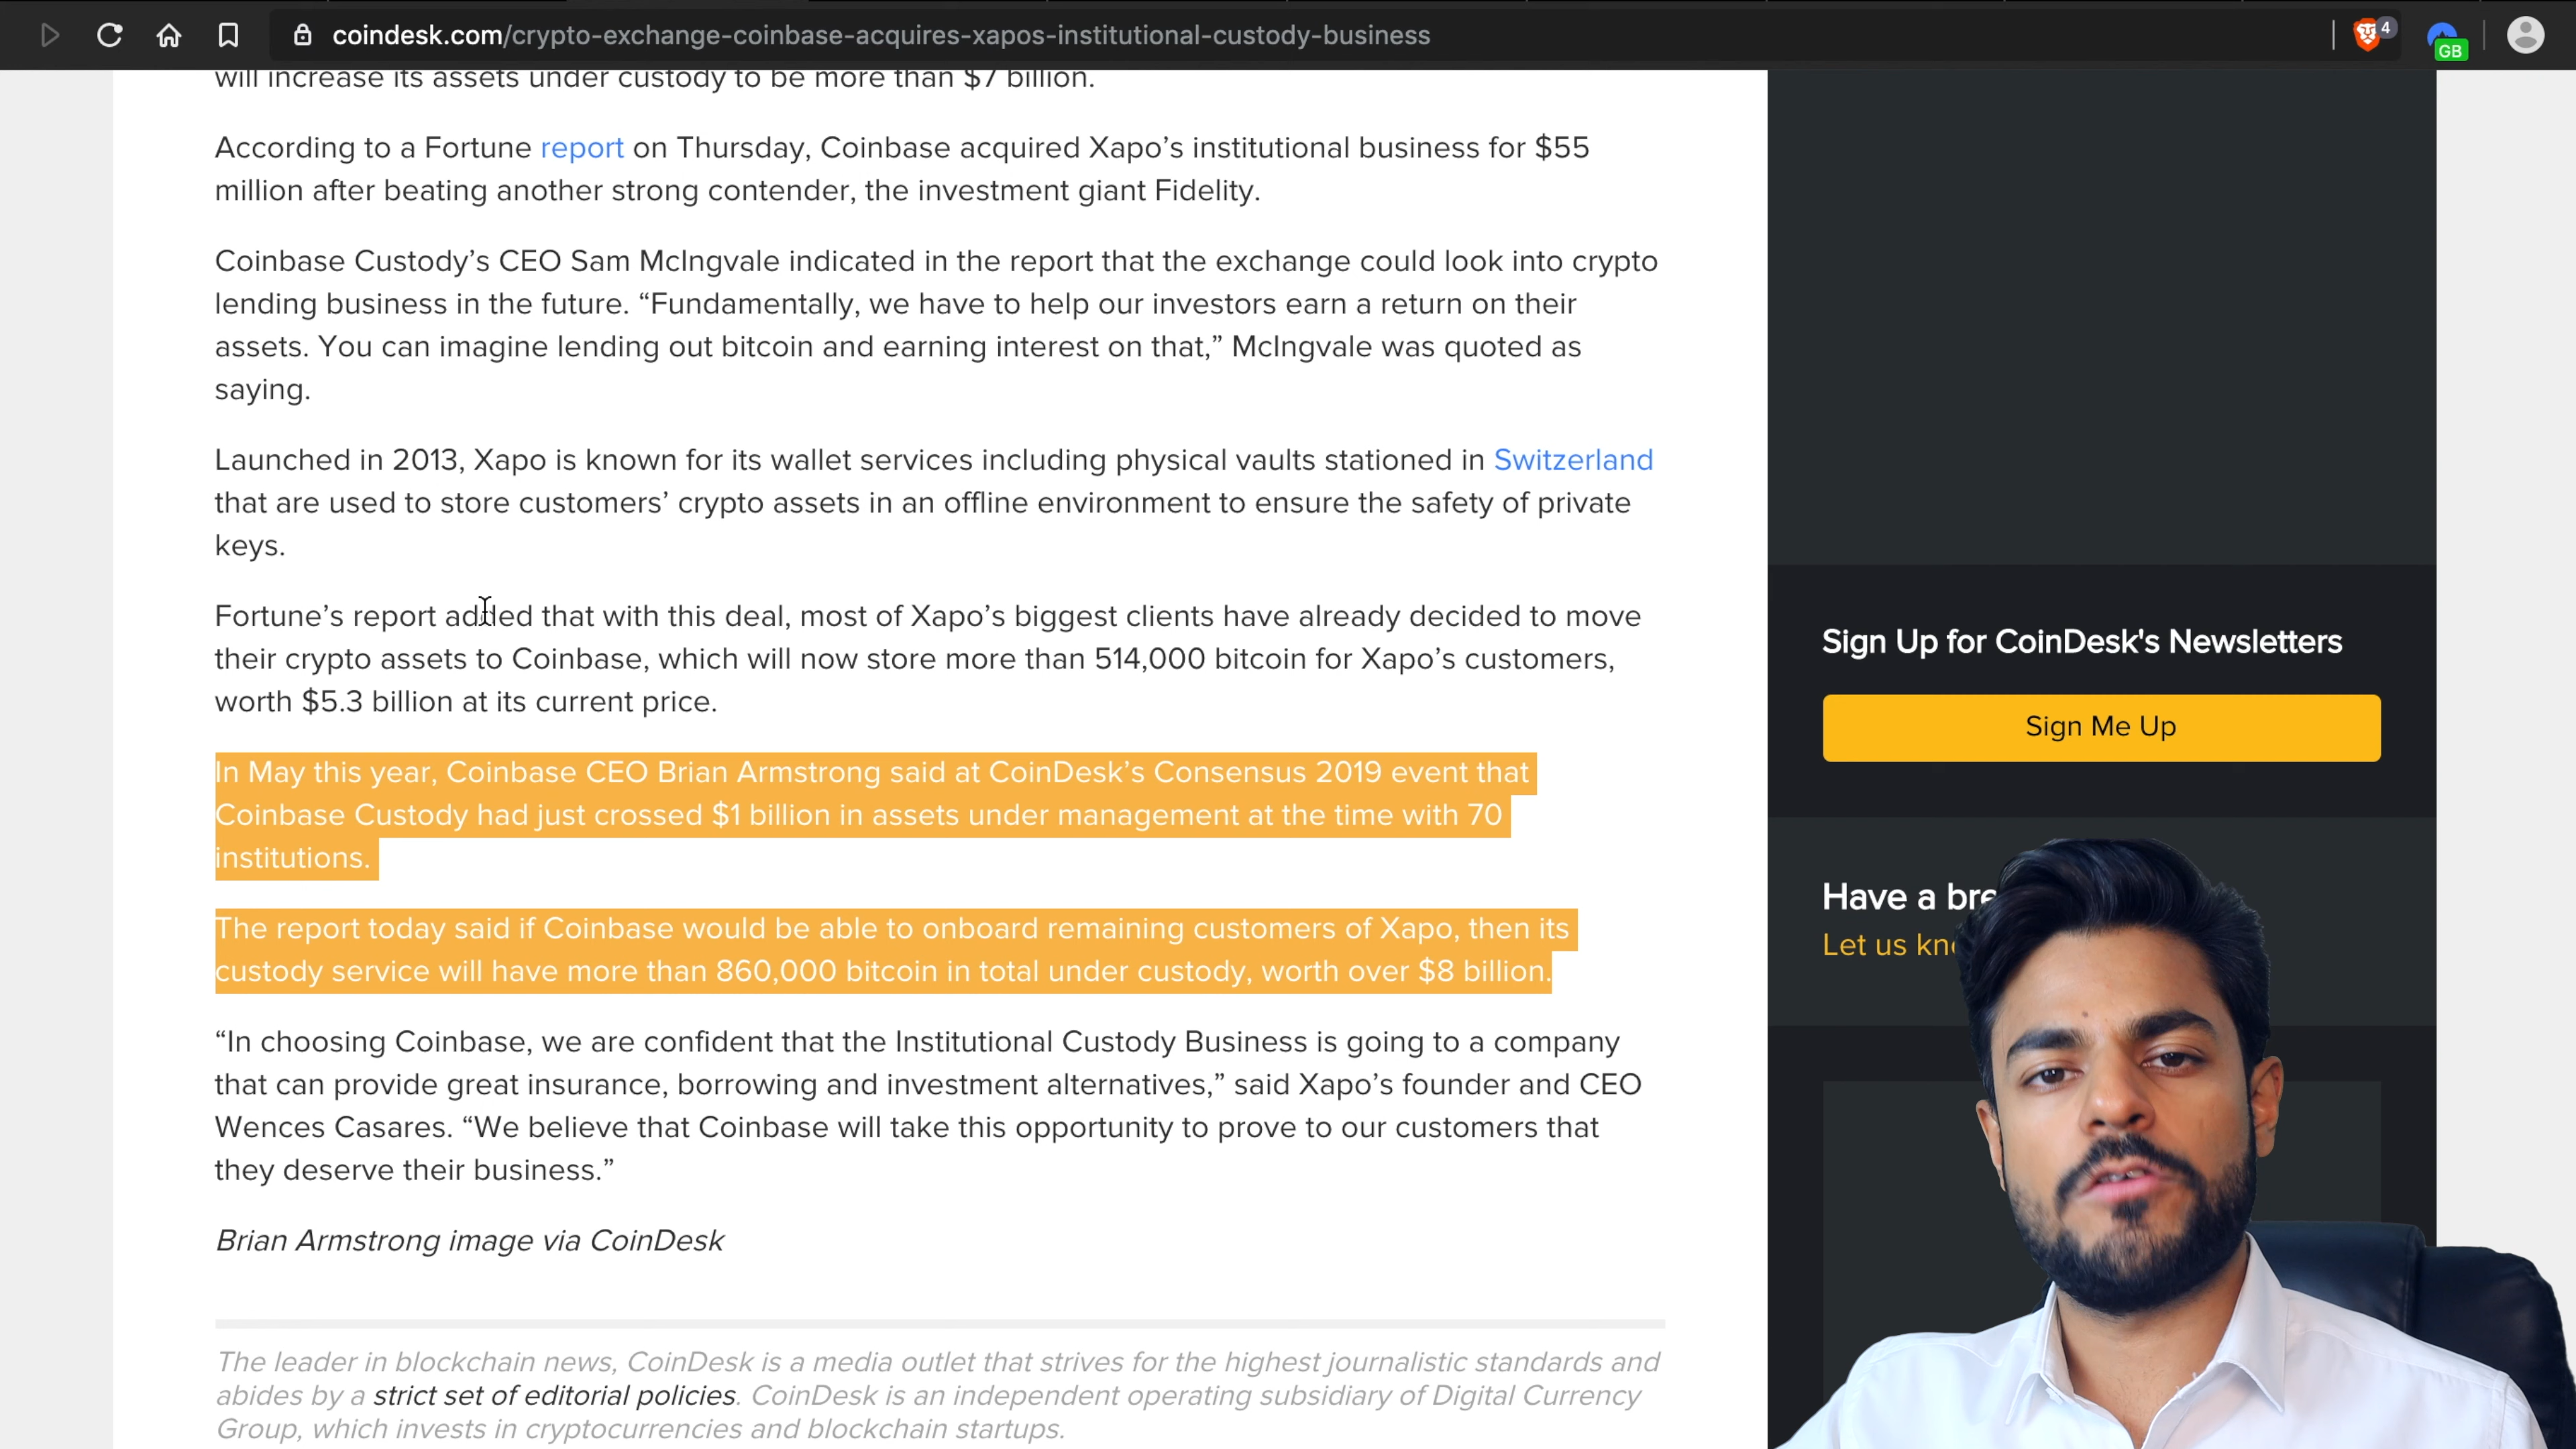 coindesk.com/crypto-exchange-coinbase-acquires-xapos-institutional-custody-business
4
GB
will increase its assets under custody to be more than $7 billion.
According to a Fortune report on Thursday, Coinbase acquired Xapo’s institutional business for $55
million after beating another strong contender, the investment giant Fidelity.
Coinbase Custody’s CEO Sam McIngvale indicated in the report that the exchange could look into crypto
lending business in the future. “Fundamentally, we have to help our investors earn a return on their
assets. You can imagine lending out bitcoin and earning interest on that,” McIngvale was quoted as
saying.
Launched in 2013, Xapo is known for its wallet services including physical vaults stationed in Switzerland
that are used to store customers’ crypto assets in an offline environment to ensure the safety of private
keys.
Fortune’s report added that with this deal, most of Xapo’s biggest clients have already decided to move
their crypto assets to Coinbase, which will now store more than 514,000 bitcoin for Xapo’s customers,
worth $5.3 billion at its current price.
In May this year, Coinbase CEO Brian Armstrong said at CoinDesk’s Consensus 2019 event that
Coinbase Custody had just crossed $1 billion in assets under management at the time with 70
institutions.
The report today said if Coinbase would be able to onboard remaining customers of Xapo, then its
custody service will have more than 860,000 bitcoin in total under custody, worth over $8 billion.
“In choosing Coinbase, we are confident that the Institutional Custody Business is going to a company
that can provide great insurance, borrowing and investment alternatives,” said Xapo’s founder and CEO
Wences Casares. “We believe that Coinbase will take this opportunity to prove to our customers that
they deserve their business.”
Brian Armstrong image via CoinDesk
The leader in blockchain news, CoinDesk is a media outlet that strives for the highest journalistic standards and
abides by a strict set of editorial policies. CoinDesk is an independent operating subsidiary of Digital Currency
Group, which invests in cryptocurrencies and blockchain startups.
Sign Up for CoinDesk's Newsletters
Sign Me Up
Have a
Let us